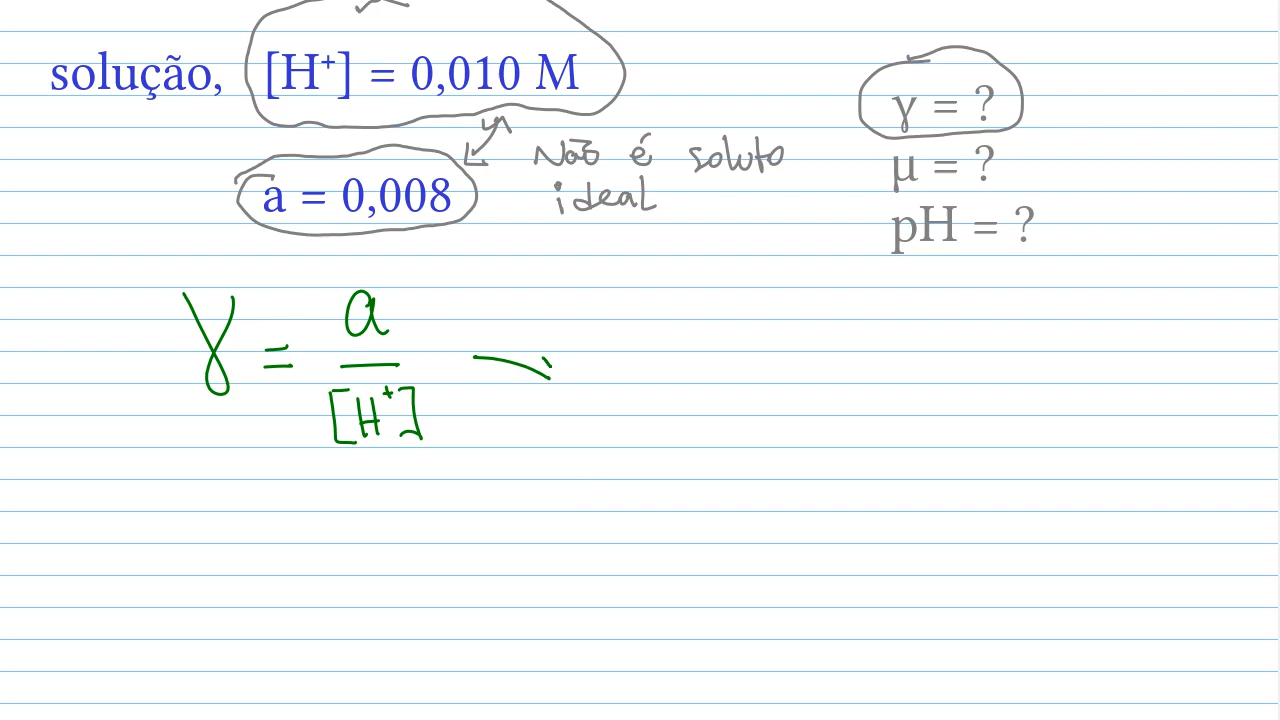 solução, [H⁺] = 0,010 M
a = 0,008
Não é soluto
ideal
γ = ?
μ = ?
pH = ?
γ = a
[H⁺]